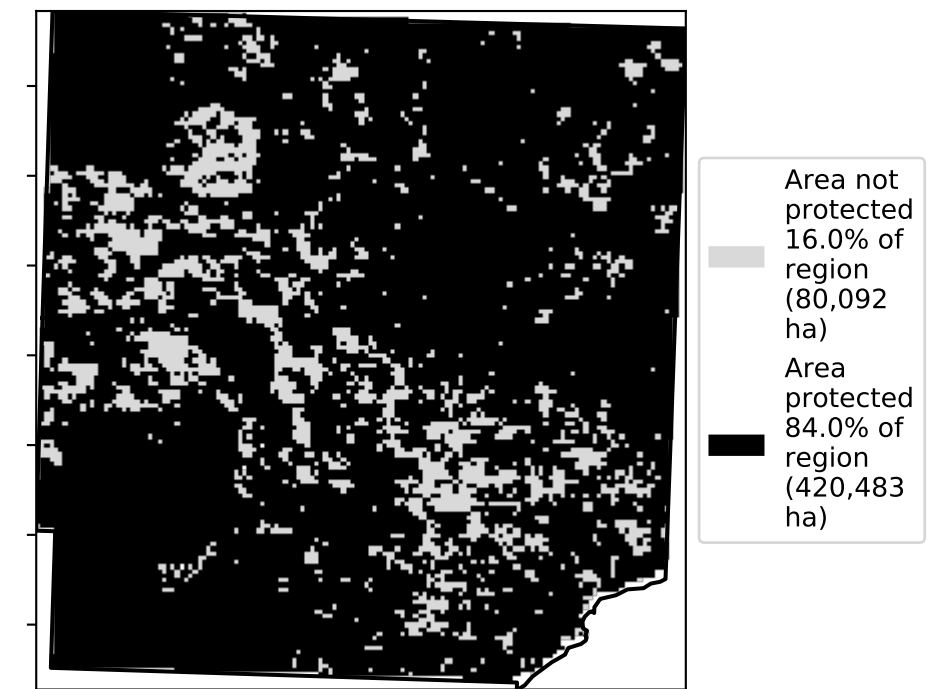 Area not
protected
16.0% of
region
(80,092
ha)
Area
protected
84.0% of
region
(420,483
ha)